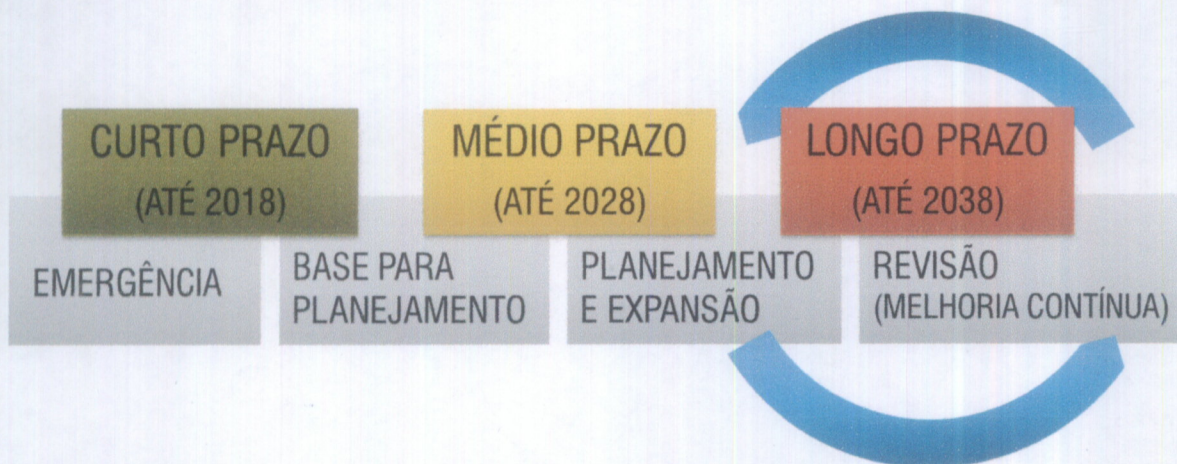 CURTO PRAZO
(ATÉ 2018)
MÉDIO PRAZO
(ATÉ 2028)
LONGO PRAZO
(ATÉ 2038)
EMERGÊNCIA
BASE PARA
PLANEJAMENTO
PLANEJAMENTO
E EXPANSÃO
REVISÃO
(MELHORIA CONTÍNUA)